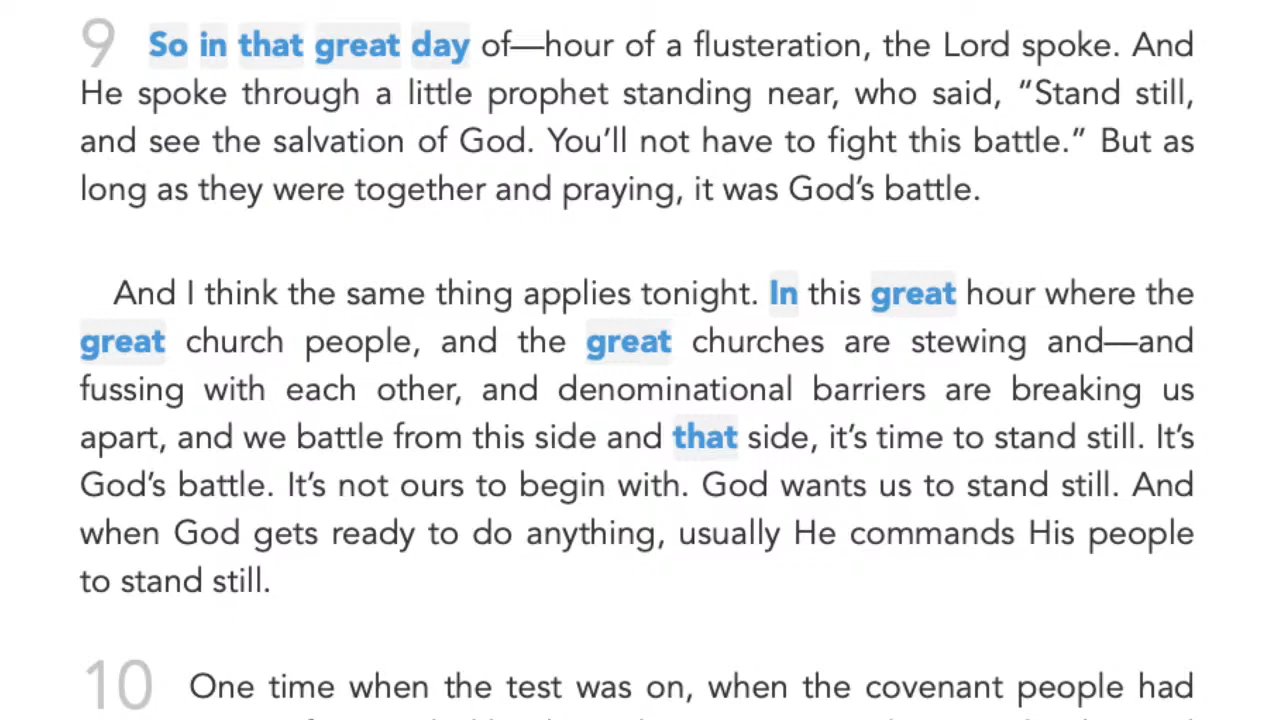 9 So in that great day of—hour of a flusteration, the Lord spoke. And
He spoke through a little prophet standing near, who said, “Stand still,
and see the salvation of God. You’ll not have to fight this battle.” But as
long as they were together and praying, it was God’s battle.
And I think the same thing applies tonight. In this great hour where the
great church people, and the great churches are stewing and—and
fussing with each other, and denominational barriers are breaking us
apart, and we battle from this side and that side, it’s time to stand still. It’s
God’s battle. It’s not ours to begin with. God wants us to stand still. And
when God gets ready to do anything, usually He commands His people
to stand still.
10 One time when the test was on, when the covenant people had